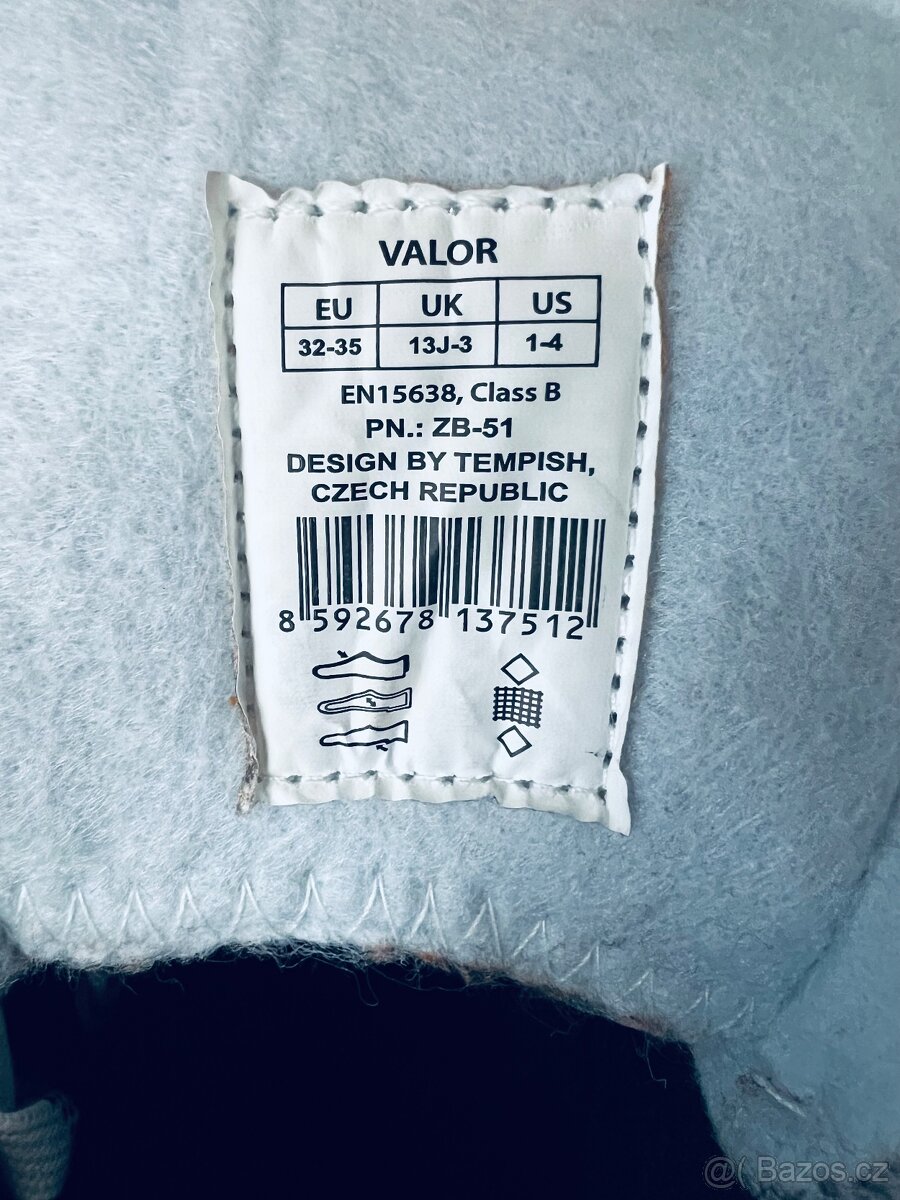 VALOR
EU UK US
32-35 13J-3 1-4
EN15638, Class B
PN.: ZB-51
DESIGN BY TEMPISH,
CZECH REPUBLIC
8 592678 137512
@( Bazos.cz